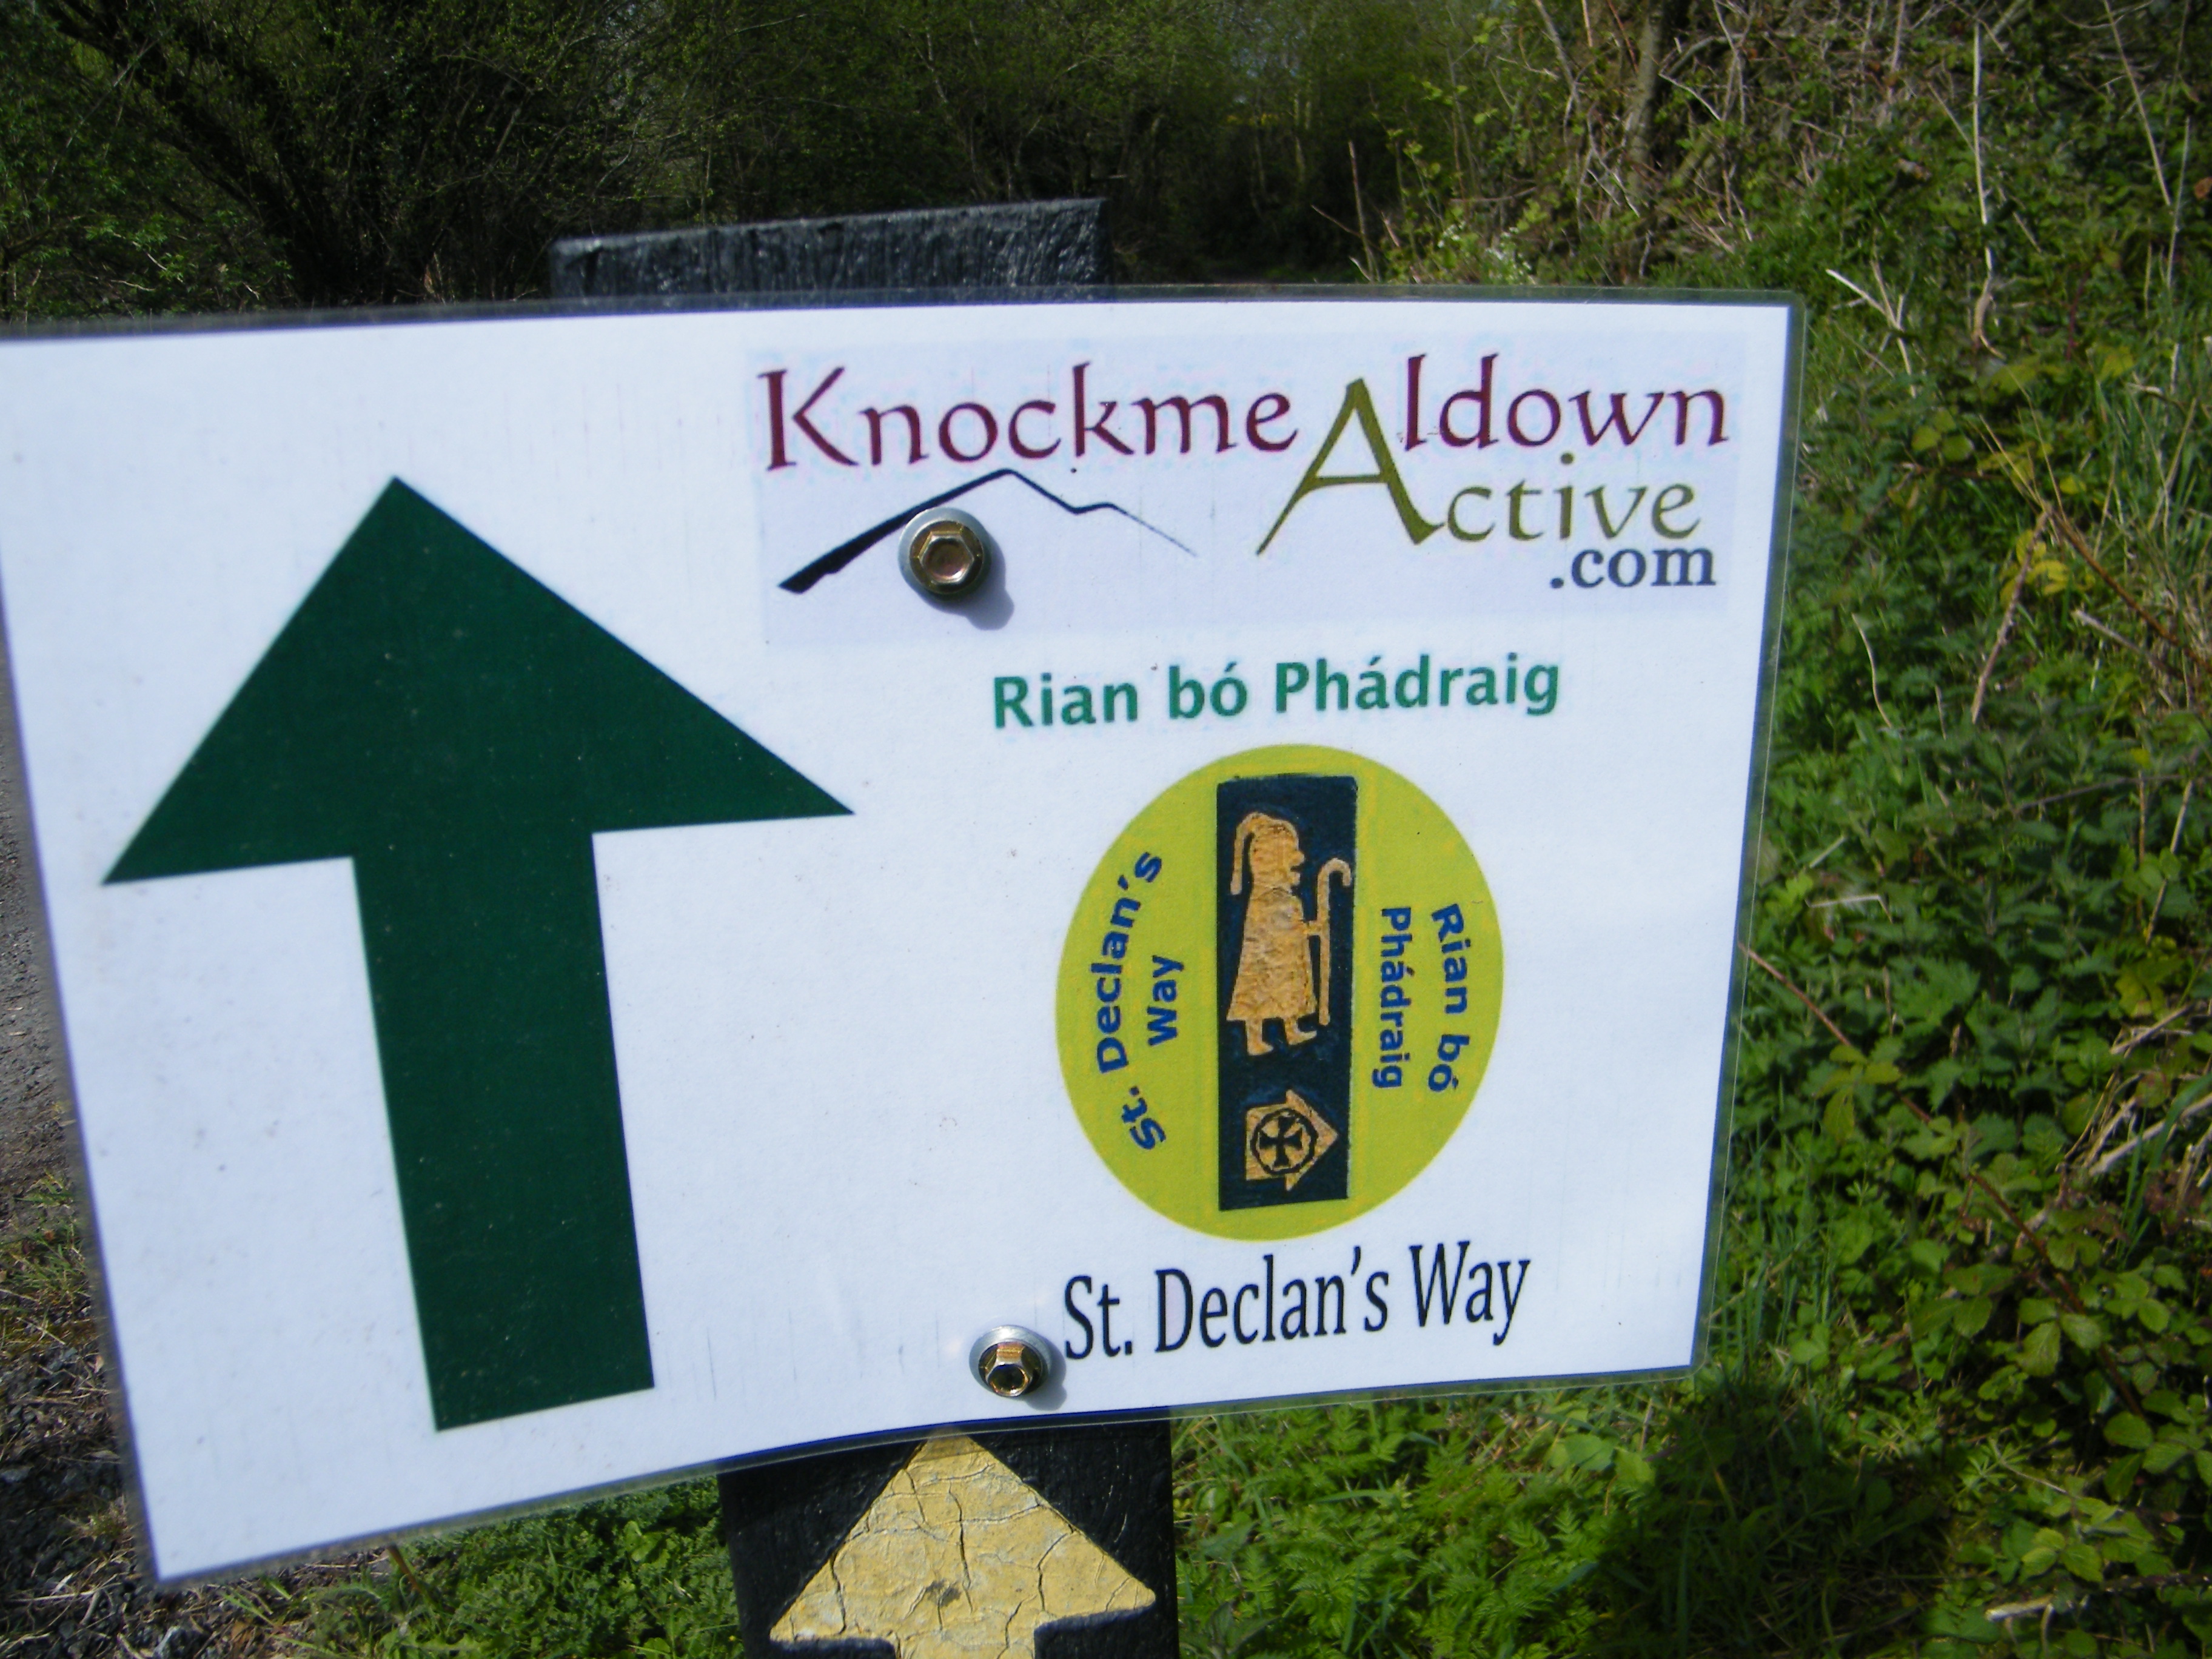 KnockmeAldown
Active
.com
Rian bó Phádraig
St. Declan's
Way
Rian bó
Phádraig
St. Declan's Way